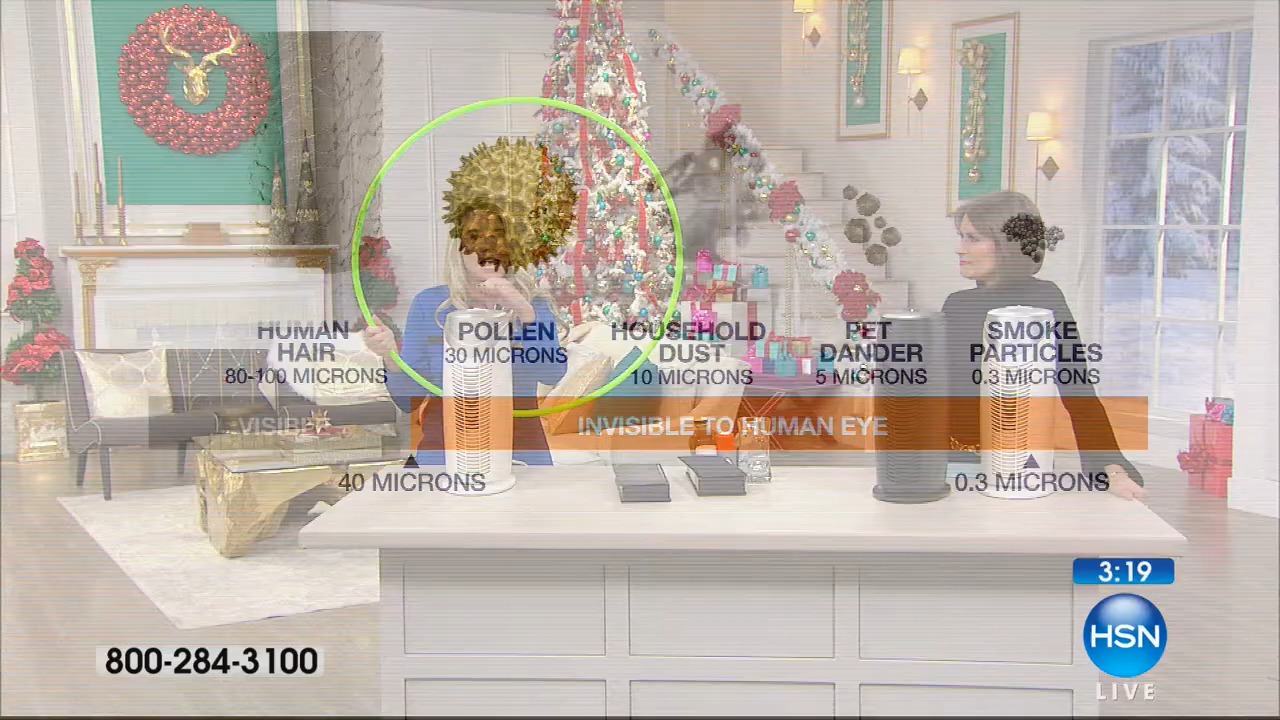 HUMAN
HAIR
80-100 MICRONS
POLLEN
30 MICRONS
HOUSEHOLD
DUST
10 MICRONS
PET
DANDER
5 MICRONS
SMOKE
PARTICLES
0.3 MICRONS
VISIBLE
INVISIBLE TO HUMAN EYE
40 MICRONS
0.3 MICRONS
3:19
HSN
LIVE
800-284-3100